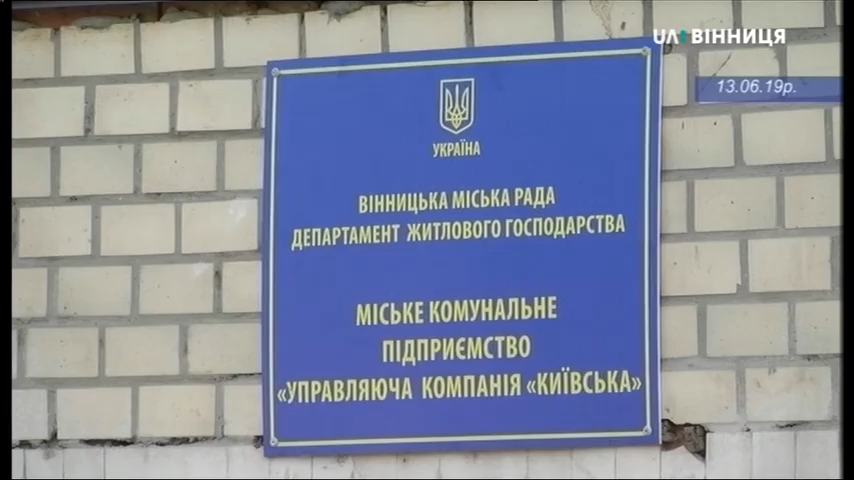 UA: ВІННИЦЯ
13.06.19р.
УКРАЇНА
ВІННИЦЬКА МІСЬКА РАДА
ДЕПАРТАМЕНТ ЖИТЛОВОГО ГОСПОДАРСТВА
МІСЬКЕ КОМУНАЛЬНЕ
ПІДПРИЄМСТВО
«УПРАВЛЯЮЧА КОМПАНІЯ «КИЇВСЬКА»